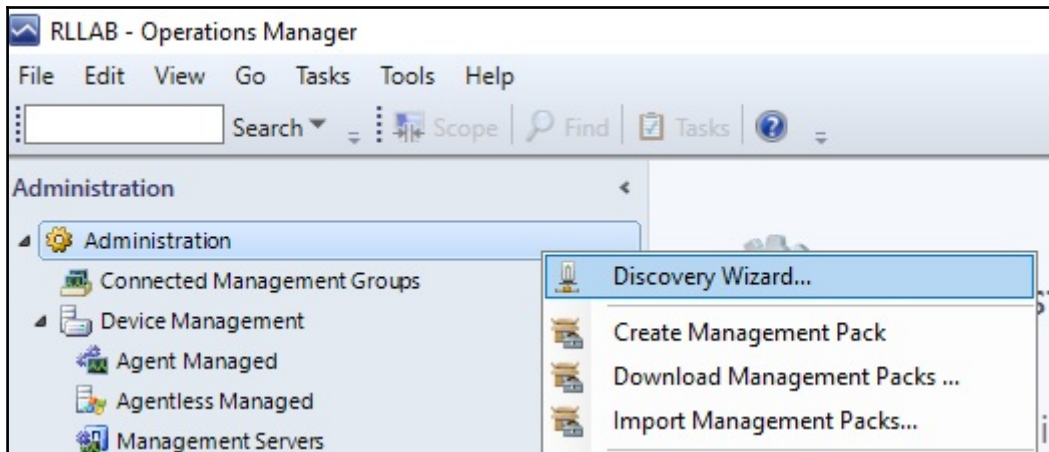 RLLAB - Operations Manager
File Edit View Go Tasks Tools Help
Search Scope Find Tasks
Administration
Administration
Connected Management Groups
Discovery Wizard...
Device Management
Create Management Pack
Agent Managed
Download Management Packs ...
Agentless Managed
Import Management Packs...
Management Servers